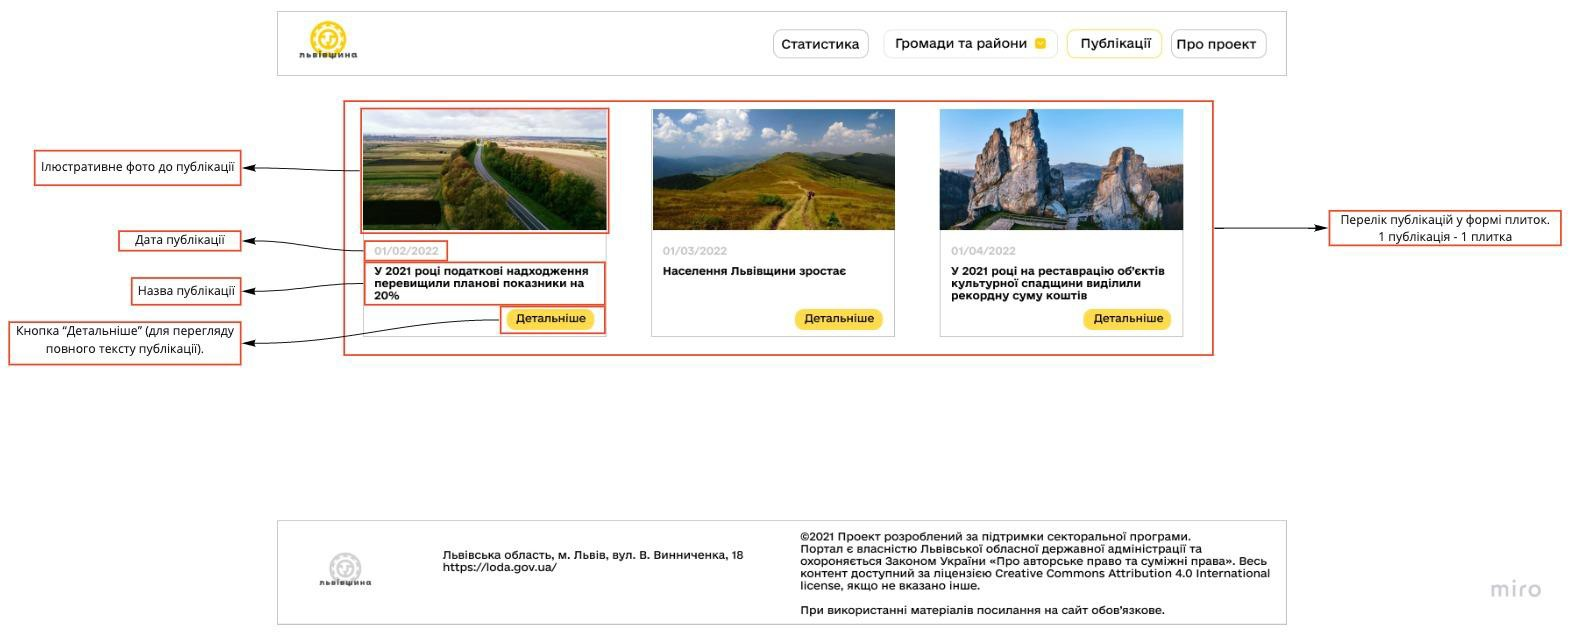 львівщина
Статистика
Громади та райони
Публікації
Про проект
Ілюстративне фото до публікації
Дата публікації
Назва публікації
Кнопка “Детальніше” (для перегляду
повного тексту публікації).
01/02/2022
У 2021 році податкові надходження
перевищили планові показники на
20%
Детальніше
01/03/2022
Населення Львівщини зростає
Детальніше
01/04/2022
У 2021 році на реставрацію об’єктів
культурної спадщини виділили
рекордну суму коштів
Детальніше
Перелік публікацій у формі плиток.
1 публікація - 1 плитка
львівщина
Львівська область, м. Львів, вул. В. Винниченка, 18
https://loda.gov.ua/
©2021 Проект розроблений за підтримки секторальної програми.
Портал є власністю Львівської обласної державної адміністрації та
охороняється Законом України «Про авторське право та суміжні права». Весь
контент доступний за ліцензією Creative Commons Attribution 4.0 International
license, якщо не вказано інше.
При використанні матеріалів посилання на сайт обов’язкове.
miro